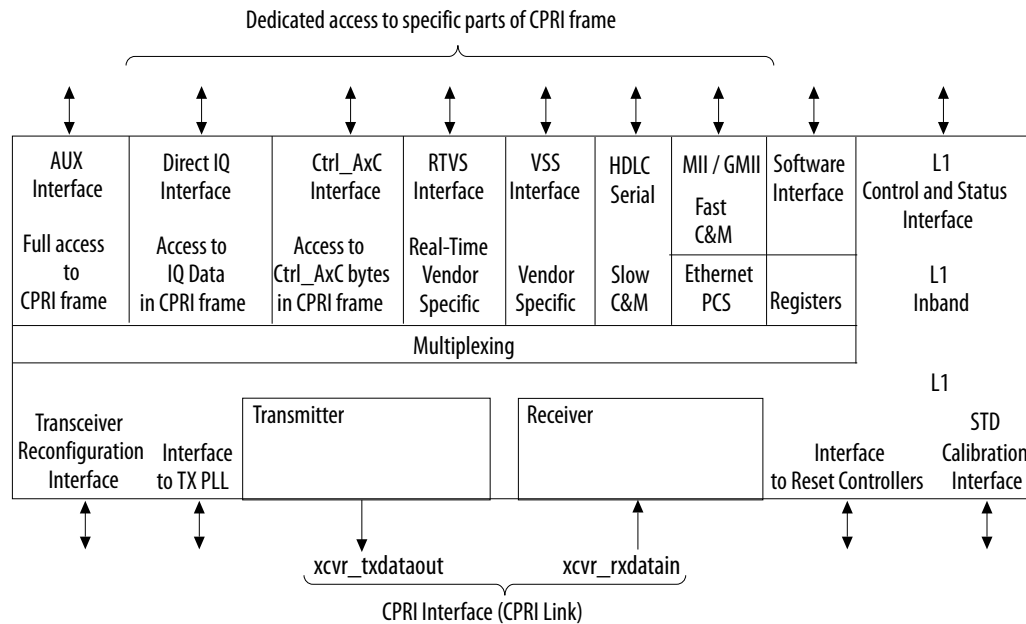 Dedicated access to specific parts of CPRI frame
AUX
Interface
Full access
to
CPRI frame
Direct IQ
Interface
Access to
IQ Data
in CPRI frame
Ctrl_AxC
Interface
Access to
Ctrl_AxC bytes
in CPRI frame
RTVS
Interface
Real-Time
Vendor
Specific
VSS
Interface
Vendor
Specific
HDLC
Serial
Slow
C&M
MII / GMII
Fast
C&M
Ethernet
PCS
Software
Interface
Registers
L1
Control and Status
Interface
L1
Inband
Multiplexing
L1
Transceiver
Reconfiguration
Interface
Interface
to TX PLL
Transmitter
Receiver
Interface
to Reset Controllers
STD
Calibration
Interface
xcvr_txdataout
xcvr_rxdatain
CPRI Interface (CPRI Link)